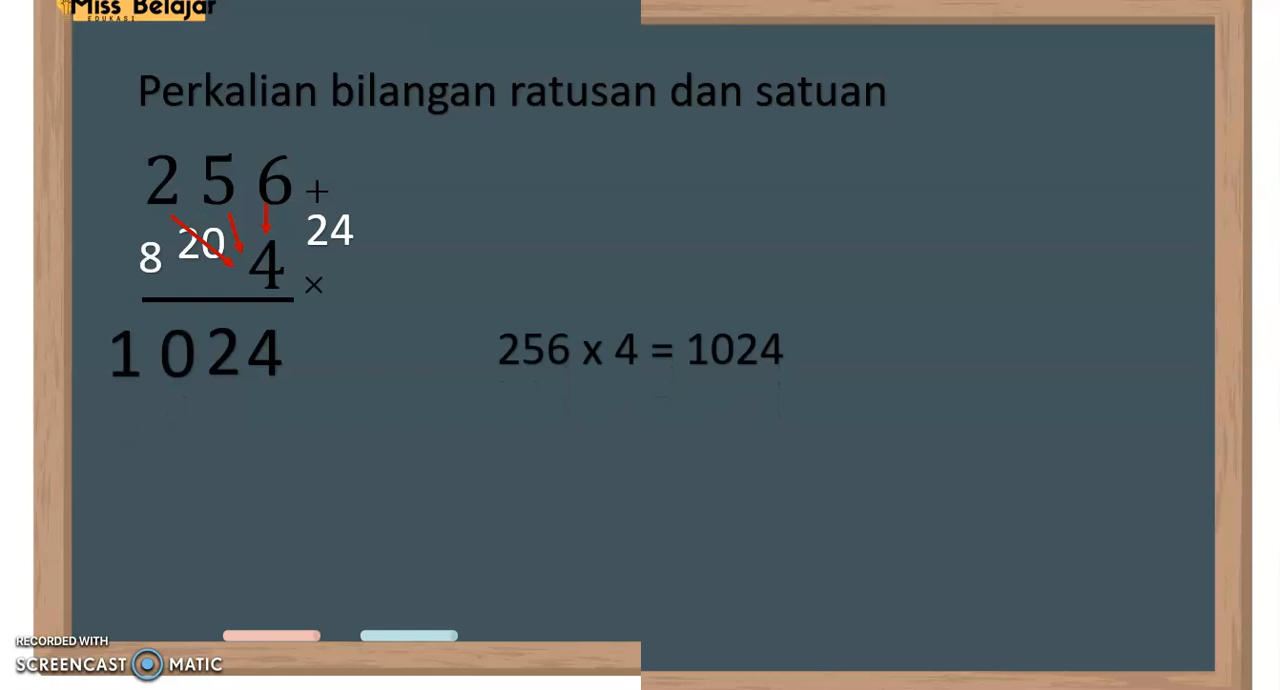 Miss Belajar
EDUKASI
Perkalian bilangan ratusan dan satuan
2 5 6 +
24
8 20 4 ×
1 0 2 4
256 x 4 = 1024
RECORDED WITH
SCREENCAST MATIC